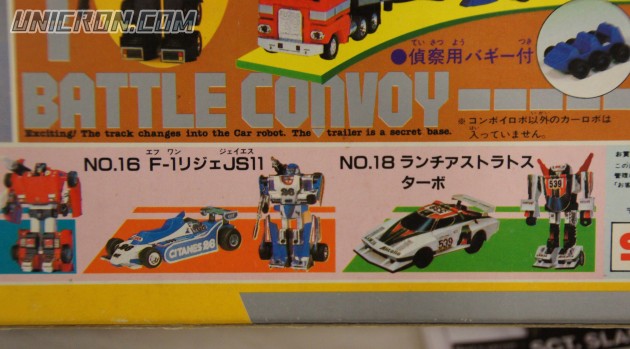 UNICRON.COM
てい さつ よう つき
●偵察用バギー付
BATTLE CONVOY
※コンボイロボ以外のカーロボは
入っていません。
Exciting! The track changes into the Car robot. The trailer is a secret base.
エフ ワン ジェイエス
NO.16 F-1リジェJS11
NO.18 ランチアストラトス
ターボ
CITANES 26
26
539
539